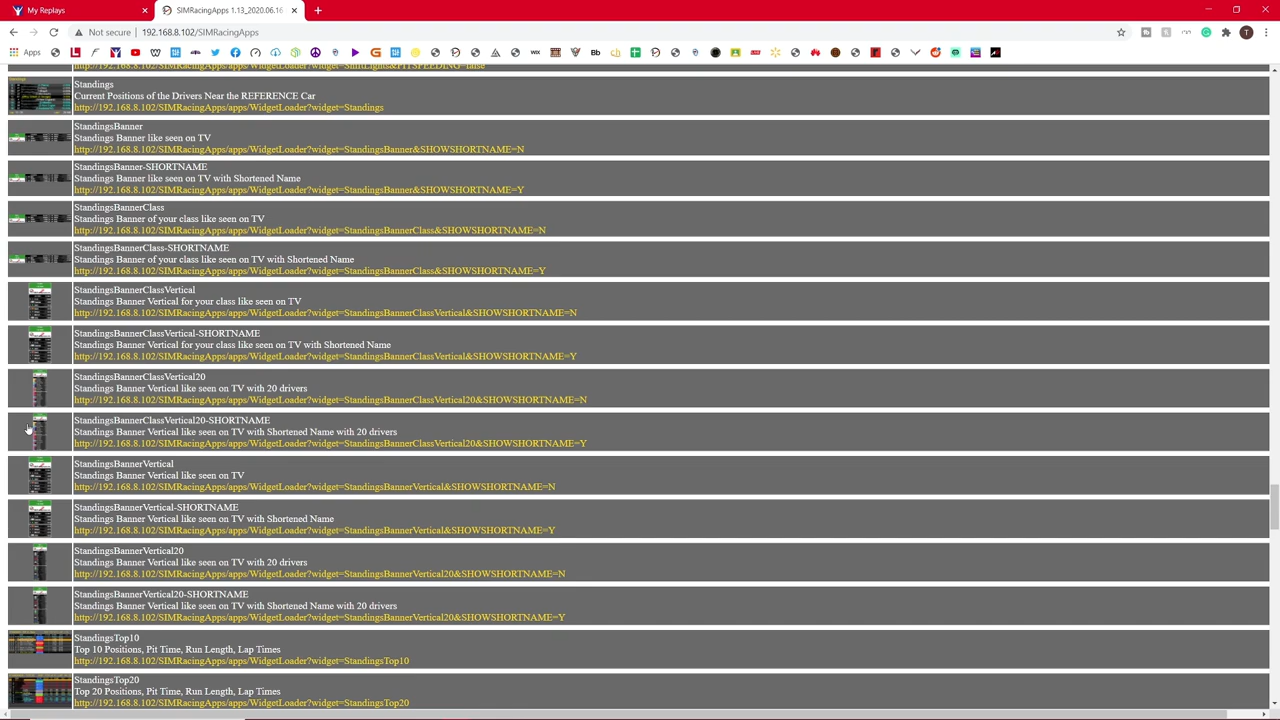 My Replays
SIMRacingApps 1.13_2020.06.16
Not secure
192.168.8.102/SIMRacingApps
Apps
http://192.168.8.102/SIMRacingApps/apps/WidgetLoader?widget=ShiftLights&PITSPEEDING=false
Standings
Current Positions of the Drivers Near the REFERENCE Car
http://192.168.8.102/SIMRacingApps/apps/WidgetLoader?widget=Standings
StandingsBanner
Standings Banner like seen on TV
http://192.168.8.102/SIMRacingApps/apps/WidgetLoader?widget=StandingsBanner&SHOWSHORTNAME=N
StandingsBanner-SHORTNAME
Standings Banner like seen on TV with Shortened Name
http://192.168.8.102/SIMRacingApps/apps/WidgetLoader?widget=StandingsBanner&SHOWSHORTNAME=Y
StandingsBannerClass
Standings Banner of your class like seen on TV
http://192.168.8.102/SIMRacingApps/apps/WidgetLoader?widget=StandingsBannerClass&SHOWSHORTNAME=N
StandingsBannerClass-SHORTNAME
Standings Banner of your class like seen on TV with Shortened Name
http://192.168.8.102/SIMRacingApps/apps/WidgetLoader?widget=StandingsBannerClass&SHOWSHORTNAME=Y
StandingsBannerClassVertical
Standings Banner Vertical for your class like seen on TV
http://192.168.8.102/SIMRacingApps/apps/WidgetLoader?widget=StandingsBannerClassVertical&SHOWSHORTNAME=N
StandingsBannerClassVertical-SHORTNAME
Standings Banner Vertical for your class like seen on TV with Shortened Name
http://192.168.8.102/SIMRacingApps/apps/WidgetLoader?widget=StandingsBannerClassVertical&SHOWSHORTNAME=Y
StandingsBannerClassVertical20
Standings Banner Vertical like seen on TV with 20 drivers
http://192.168.8.102/SIMRacingApps/apps/WidgetLoader?widget=StandingsBannerClassVertical20&SHOWSHORTNAME=N
StandingsBannerClassVertical20-SHORTNAME
Standings Banner Vertical like seen on TV with Shortened Name with 20 drivers
http://192.168.8.102/SIMRacingApps/apps/WidgetLoader?widget=StandingsBannerClassVertical20&SHOWSHORTNAME=Y
StandingsBannerVertical
Standings Banner Vertical like seen on TV
http://192.168.8.102/SIMRacingApps/apps/WidgetLoader?widget=StandingsBannerVertical&SHOWSHORTNAME=N
StandingsBannerVertical-SHORTNAME
Standings Banner Vertical like seen on TV with Shortened Name
http://192.168.8.102/SIMRacingApps/apps/WidgetLoader?widget=StandingsBannerVertical&SHOWSHORTNAME=Y
StandingsBannerVertical20
Standings Banner Vertical like seen on TV with 20 drivers
http://192.168.8.102/SIMRacingApps/apps/WidgetLoader?widget=StandingsBannerVertical20&SHOWSHORTNAME=N
StandingsBannerVertical20-SHORTNAME
Standings Banner Vertical like seen on TV with Shortened Name with 20 drivers
http://192.168.8.102/SIMRacingApps/apps/WidgetLoader?widget=StandingsBannerVertical20&SHOWSHORTNAME=Y
StandingsTop10
Top 10 Positions, Pit Time, Run Length, Lap Times
http://192.168.8.102/SIMRacingApps/apps/WidgetLoader?widget=StandingsTop10
StandingsTop20
Top 20 Positions, Pit Time, Run Length, Lap Times
http://192.168.8.102/SIMRacingApps/apps/WidgetLoader?widget=StandingsTop20